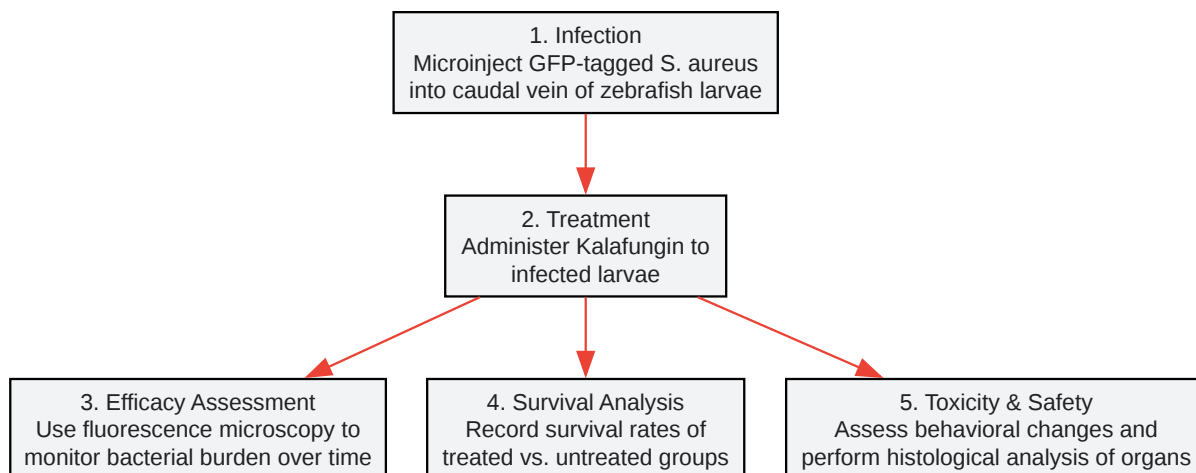 1. Infection
Microinject GFP-tagged S. aureus
into caudal vein of zebrafish larvae
2. Treatment
Administer Kalafungin to
infected larvae
3. Efficacy Assessment
Use fluorescence microscopy to
monitor bacterial burden over time
4. Survival Analysis
Record survival rates of
treated vs. untreated groups
5. Toxicity & Safety
Assess behavioral changes and
perform histological analysis of organs